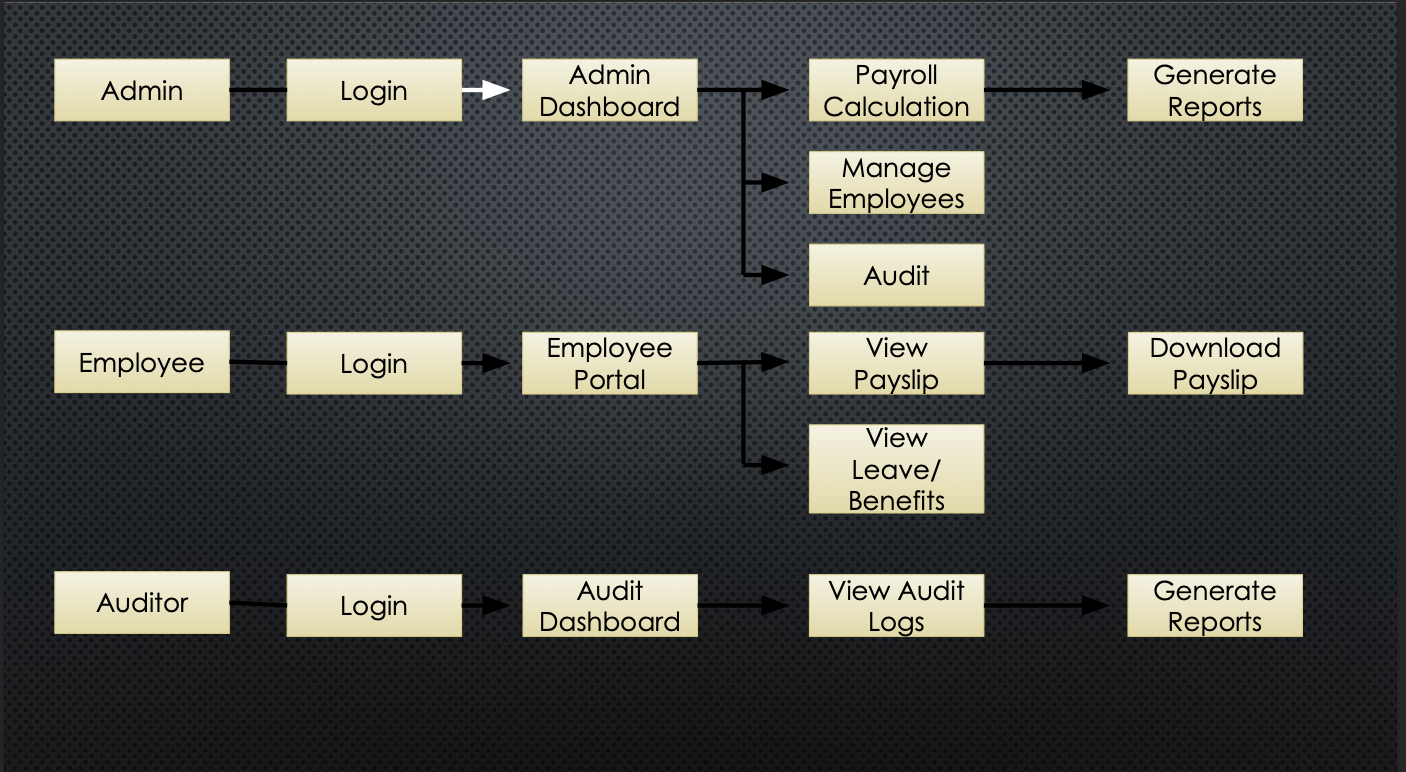 Admin
Login
Admin
Dashboard
Payroll
Calculation
Generate
Reports
Manage
Employees
Audit
Employee
Login
Employee
Portal
View
Payslip
Download
Payslip
View
Leave/
Benefits
Auditor
Login
Audit
Dashboard
View Audit
Logs
Generate
Reports